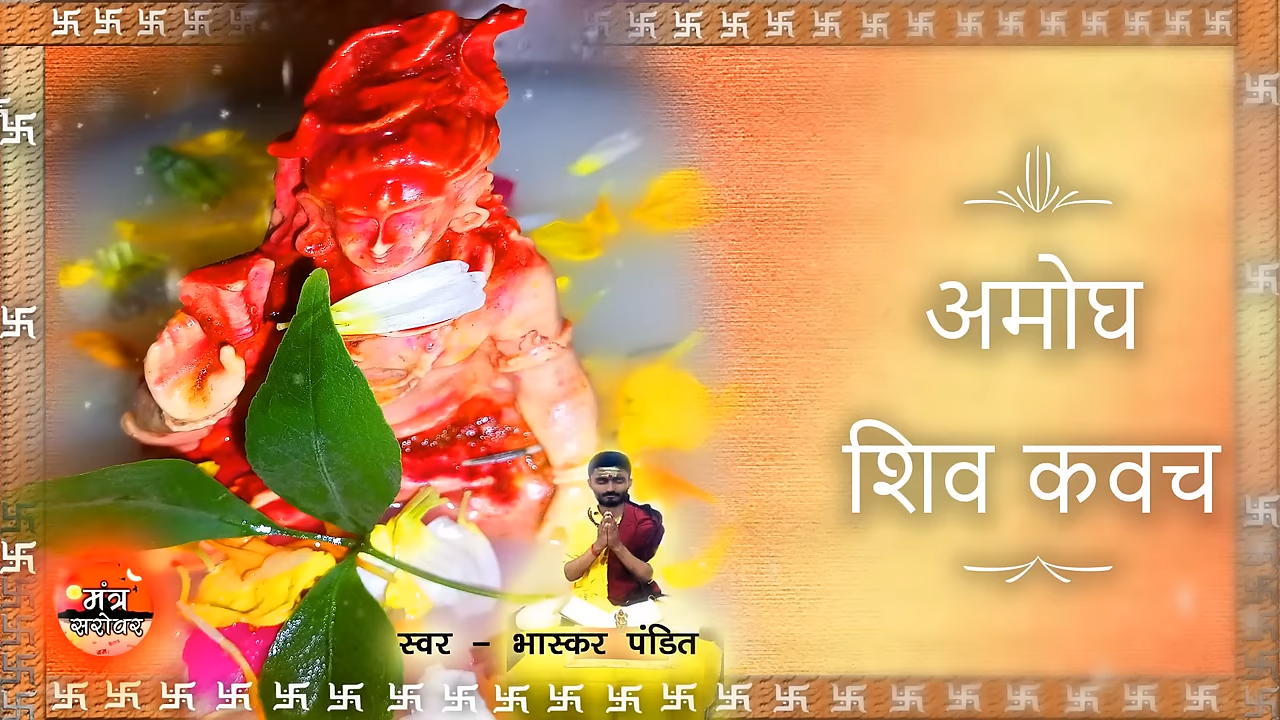 अमोघ
शिव कवच
मंत्र
सरोवर
स्वर – भास्कर पंडित